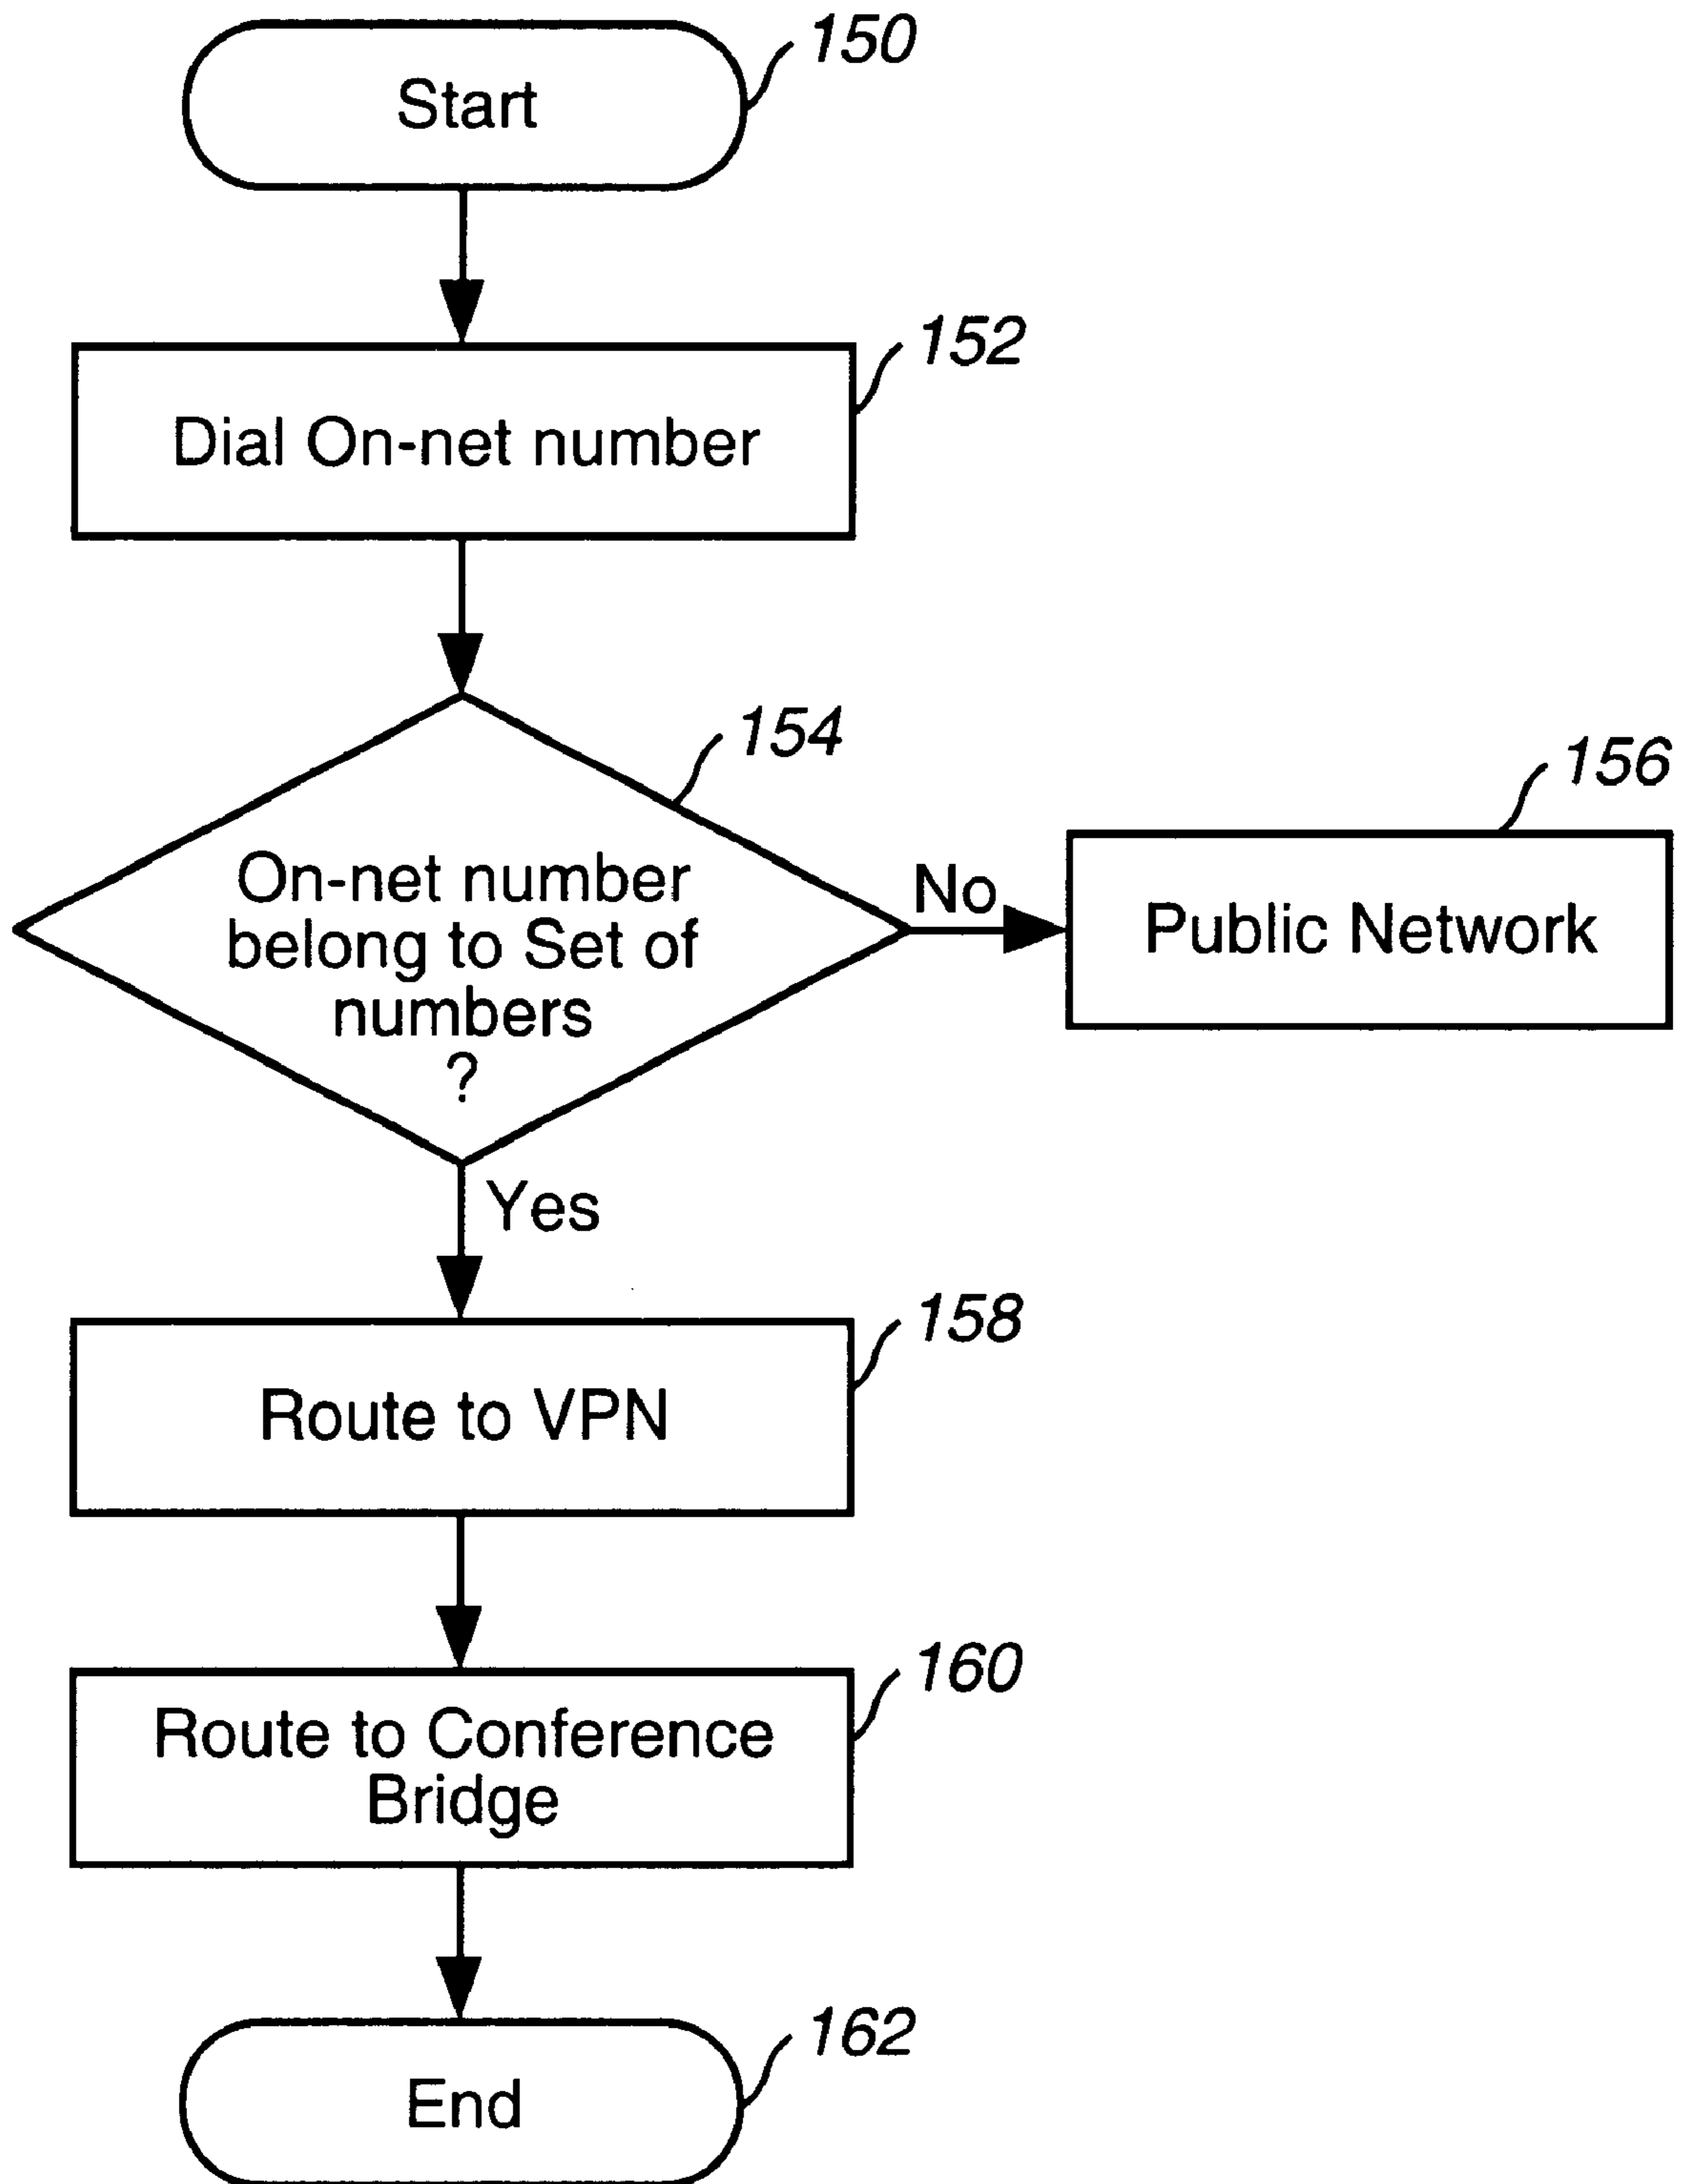 150
Start
152
Dial On-net number
154
156
On-net number
belong to Set of
numbers
?
No
Public Network
Yes
158
Route to VPN
160
Route to Conference
Bridge
162
End